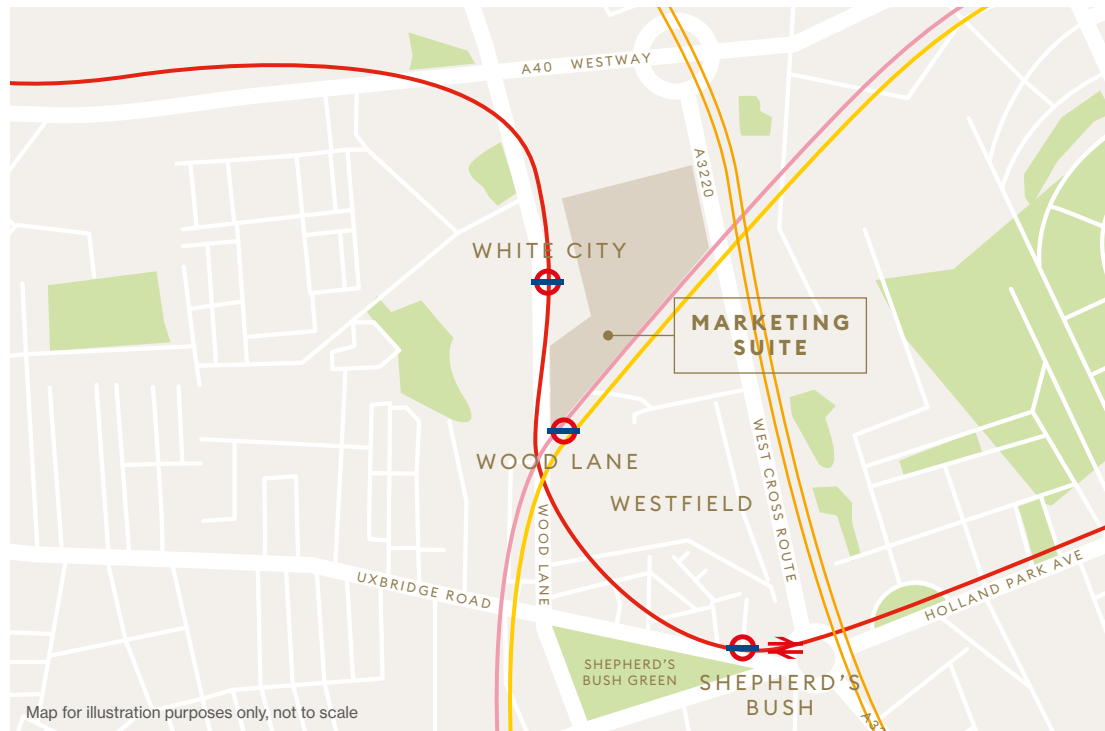 A40 WESTWAY
A3220
WHITE CITY
MARKETING
SUITE
WOOD LANE
WESTFIELD
WEST CROSS ROUTE
WOOD LANE
UXBRIDGE ROAD
HOLLAND PARK AVE
SHEPHERD'S
BUSH GREEN
SHEPHERD'S
BUSH
Map for illustration purposes only, not to scale